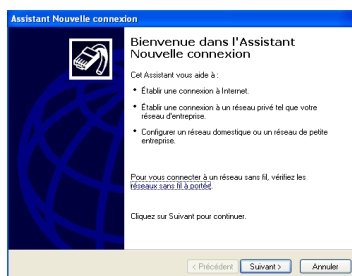 Assistant Nouvelle connexion
Bienvenue dans l'Assistant
Nouvelle connexion
Cet Assistant vous aide à :
• Établir une connexion à Internet.
• Établir une connexion à un réseau privé tel que votre
réseau d'entreprise.
• Configurer un réseau domestique ou un réseau de petite
entreprise.
Pour vous connecter à un réseau sans fil, vérifiez les
réseaux sans fil à portée.
Cliquez sur Suivant pour continuer.
< Précédent
Suivant >
Annuler